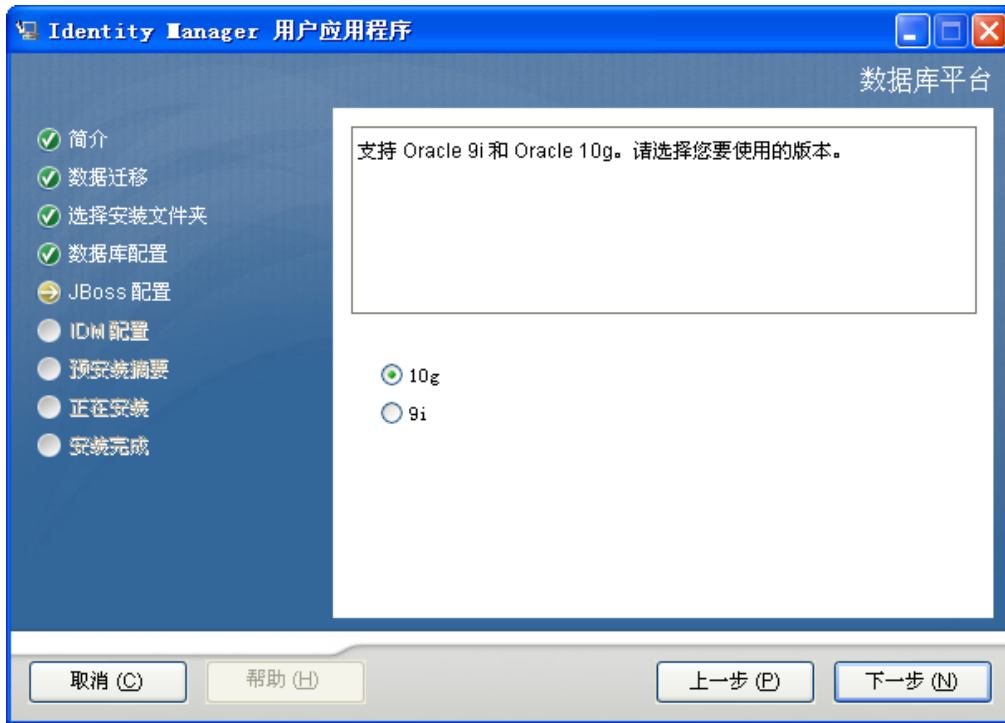 Identity Manager 用户应用程序
数据库平台
简介
数据迁移
选择安装文件夹
数据库配置
JBoss 配置
IDM 配置
预安装摘要
正在安装
安装完成
支持 Oracle 9i 和 Oracle 10g。请选择您要使用的版本。
10g
9i
取消 (C)
帮助 (H)
上一步 (P)
下一步 (N)